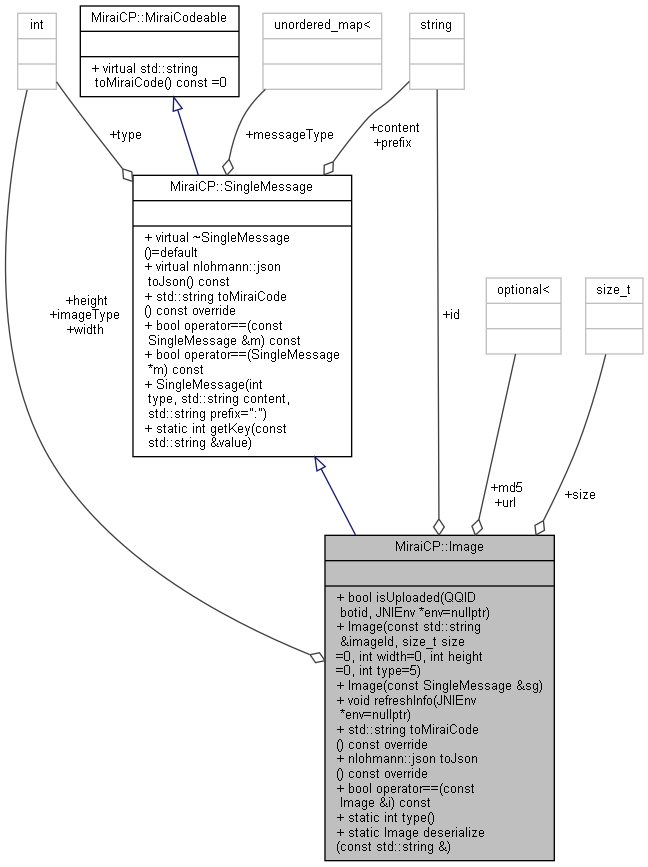 int
MiraiCP::MiraiCodeable
+ virtual std::string
toMiraiCode() const =0
unordered_map<
string
+type
+messageType
+content
+prefix
MiraiCP::SingleMessage
+ virtual ~SingleMessage
()=default
+ virtual nlohmann::json
toJson() const
+ std::string toMiraiCode
() const override
+ bool operator==(const
SingleMessage &m) const
+ bool operator==(SingleMessage
*m) const
+ SingleMessage(int
type, std::string content,
std::string prefix=":")
+ static int getKey(const
std::string &value)
+height
+imageType
+width
+id
optional<
size_t
+md5
+url
+size
MiraiCP::Image
+ bool isUploaded(QQID
botid, JNIEnv *env=nullptr)
+ Image(const std::string
&imageId, size_t size
=0, int width=0, int height
=0, int type=5)
+ Image(const SingleMessage &sg)
+ void refreshInfo(JNIEnv
*env=nullptr)
+ std::string toMiraiCode
() const override
+ nlohmann::json toJson
() const override
+ bool operator==(const
Image &i) const
+ static int type()
+ static Image deserialize
(const std::string &)